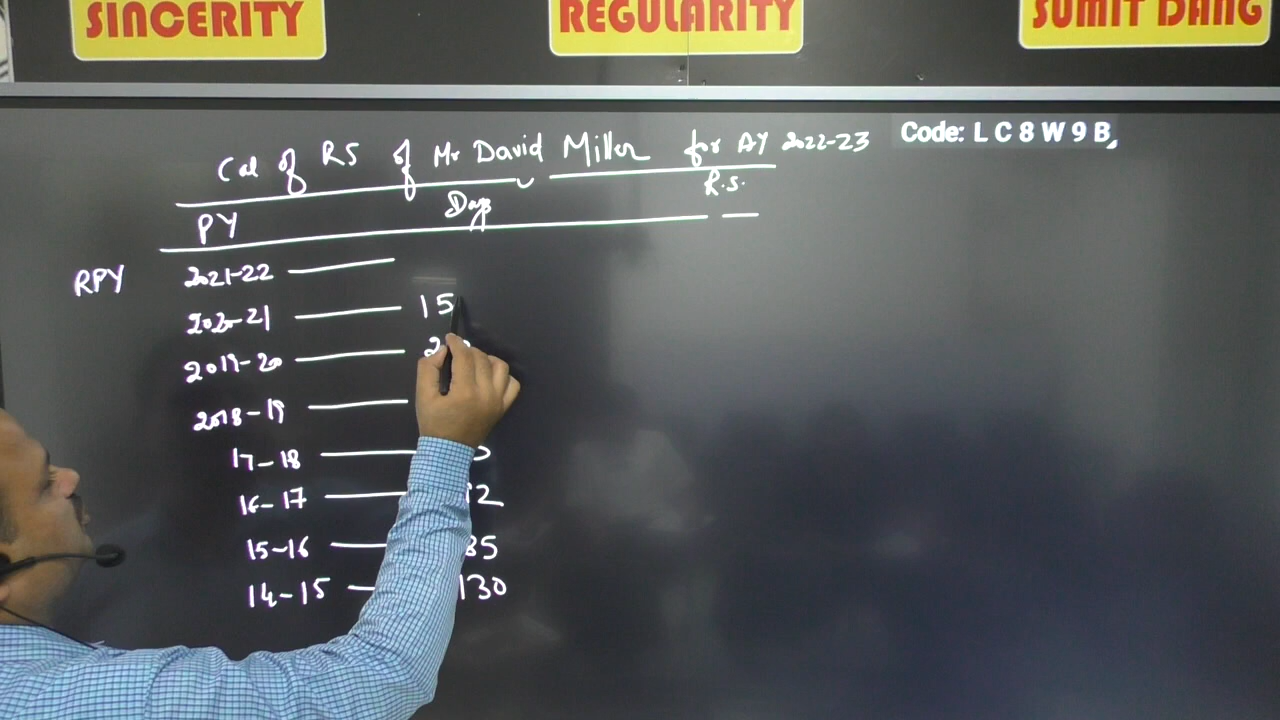 SINCERITY
REGULARITY
SUMIT DANG
Code: L C 8 W 9 B,
Cal of RS of Mr David Miller for AY 2022-23
PY Days R.S.
RPY 2021-22
2020-21 15
2019-20
2018-19
17-18
16-17
15-16 85
14-15 130